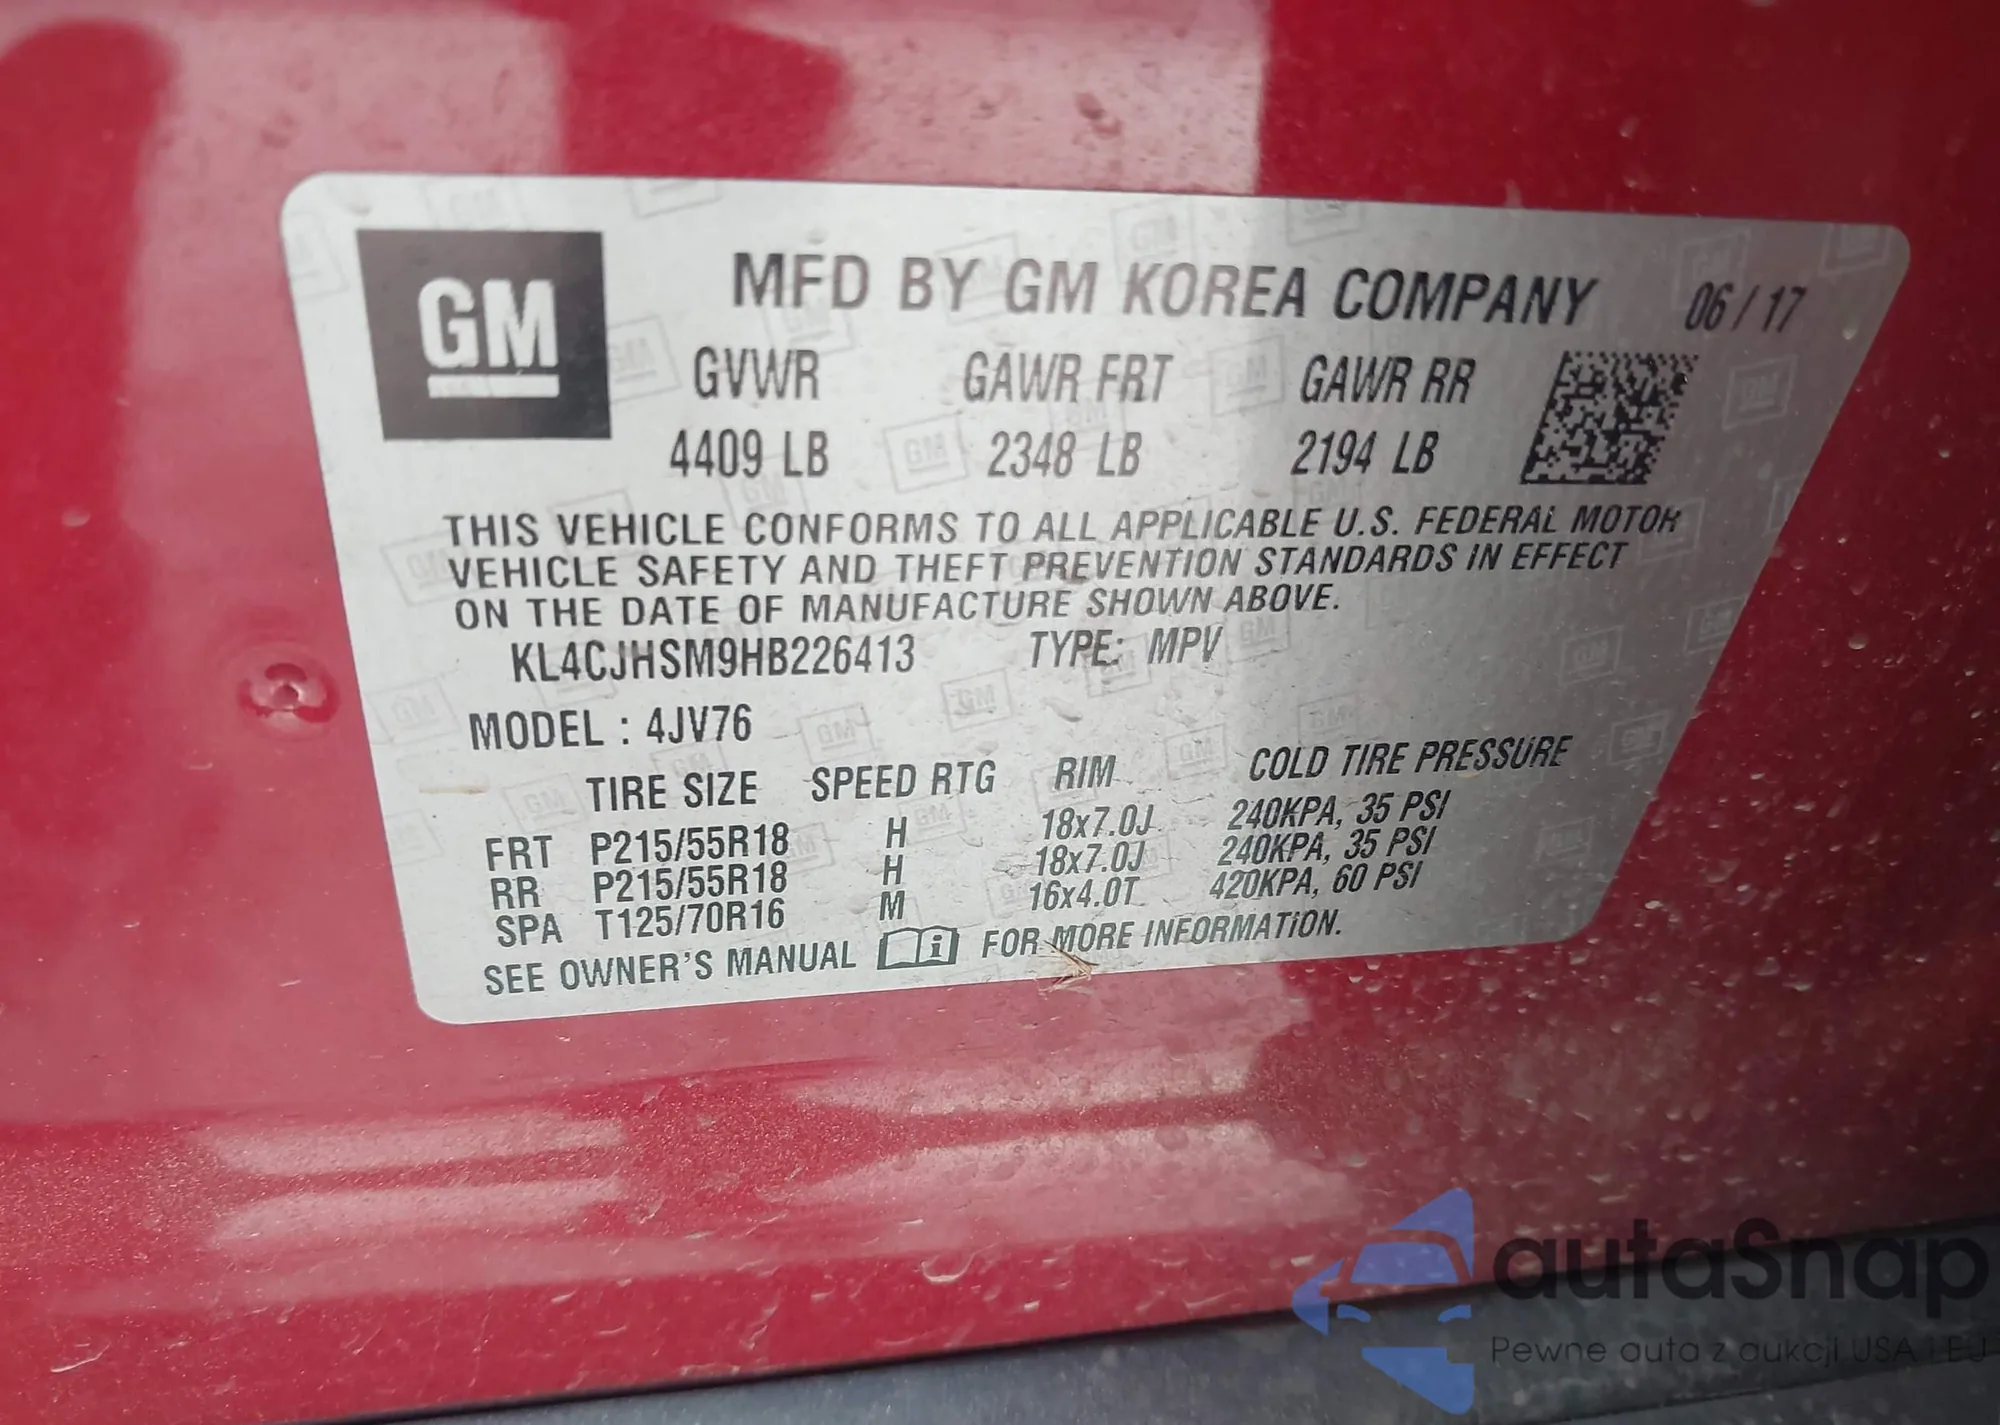 GM
MFD BY GM KOREA COMPANY 06 / 17
GVWR GAWR FRT GAWR RR
4409 LB 2348 LB 2194 LB
THIS VEHICLE CONFORMS TO ALL APPLICABLE U.S. FEDERAL MOTOR
VEHICLE SAFETY AND THEFT PREVENTION STANDARDS IN EFFECT
ON THE DATE OF MANUFACTURE SHOWN ABOVE.
KL4CJHSM9HB226413 TYPE: MPV
MODEL : 4JV76
TIRE SIZE SPEED RTG RIM COLD TIRE PRESSURE
FRT P215/55R18 H 18x7.0J 240KPA, 35 PSI
RR P215/55R18 H 18x7.0J 240KPA, 35 PSI
SPA T125/70R16 M 16x4.0T 420KPA, 60 PSI
SEE OWNER'S MANUAL i FOR MORE INFORMATION.
autaSnap
Pewne auta z aukcji USA i EU